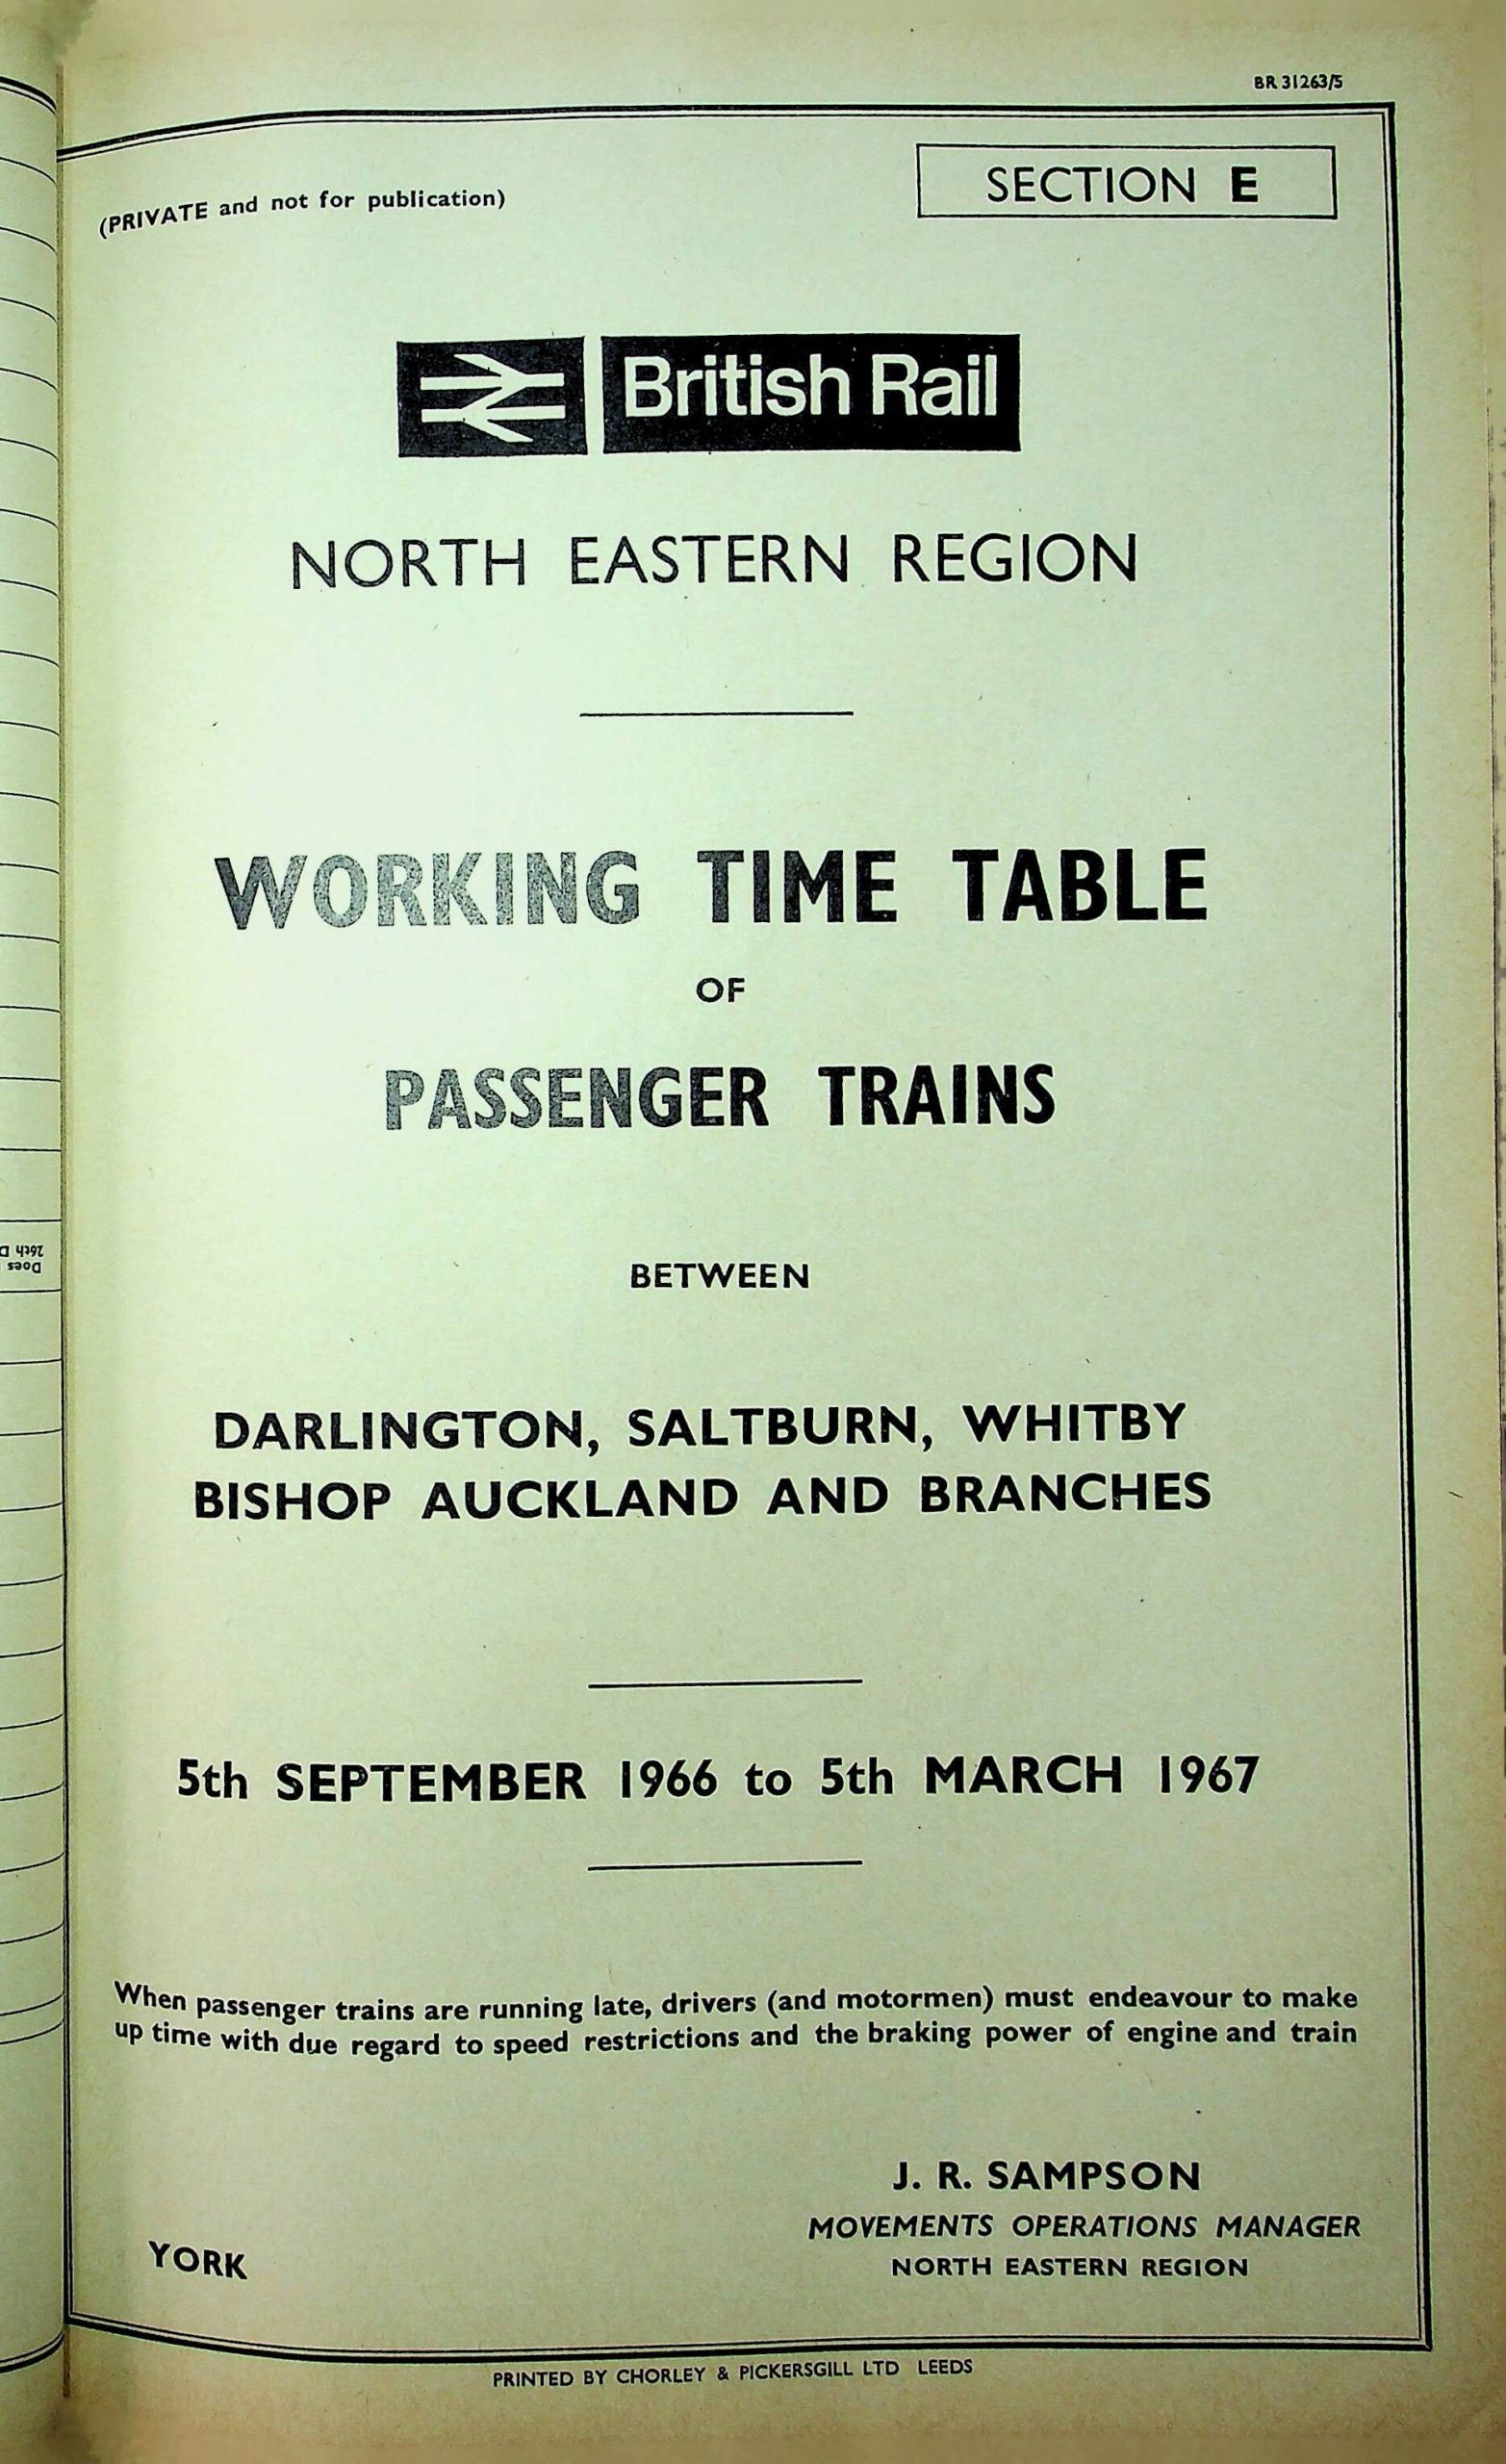 BR 31263/5
(PRIVATE and not for publication)
SECTION E
British Rail
NORTH EASTERN REGION
WORKING TIME TABLE
OF
PASSENGER TRAINS
BETWEEN
DARLINGTON, SALTBURN, WHITBY
BISHOP AUCKLAND AND BRANCHES
5th SEPTEMBER 1966 to 5th MARCH 1967
When passenger trains are running late, drivers (and motormen) must endeavour to make
up time with due regard to speed restrictions and the braking power of engine and train
J. R. SAMPSON
MOVEMENTS OPERATIONS MANAGER
NORTH EASTERN REGION
YORK
PRINTED BY CHORLEY & PICKERSGILL LTD LEEDS
Does
26th D